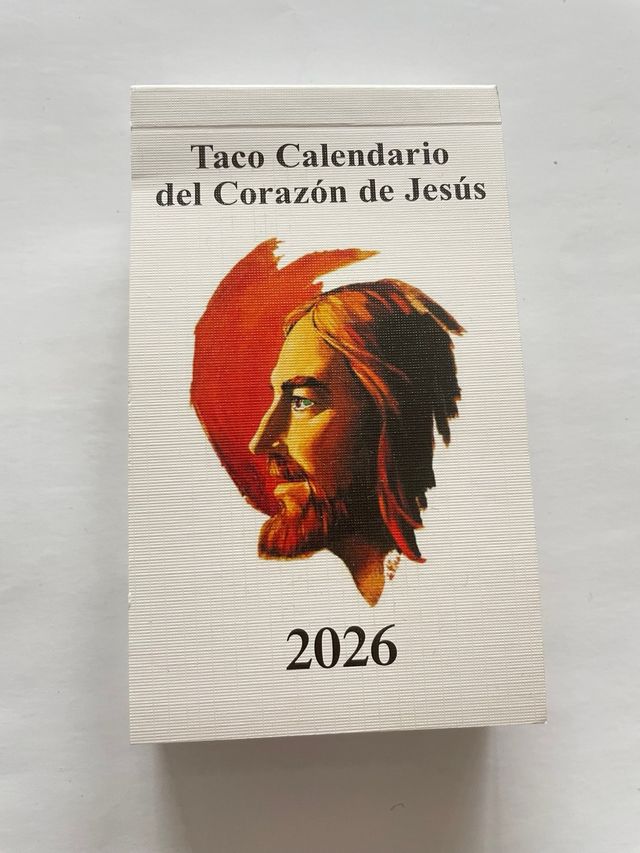 Taco Calendario
del Corazón de Jesús
2026